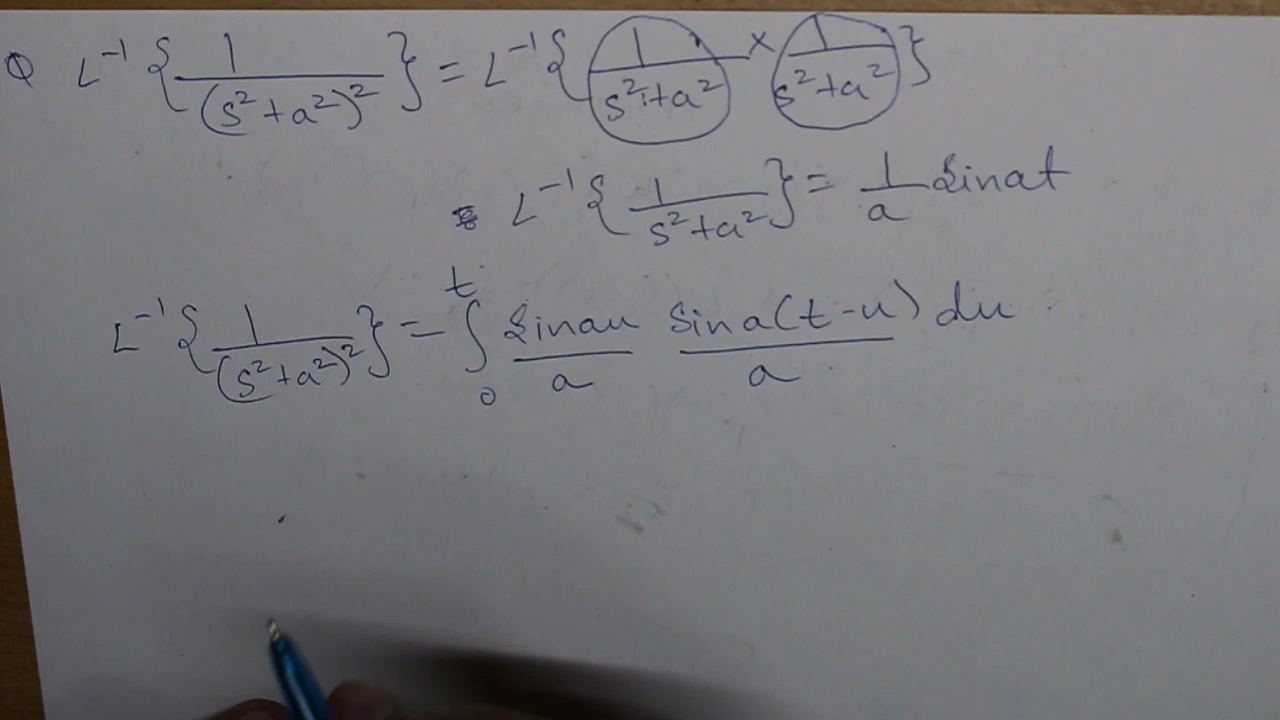 Q L⁻¹{1/(s²+a²)²} = L⁻¹{1/(s²+a²) × 1/(s²+a²)}
L⁻¹{1/(s²+a²)} = 1/a Sinat
L⁻¹{1/(s²+a²)²} = ∫₀ᵗ Sinau/a Sina(t-u)/a du